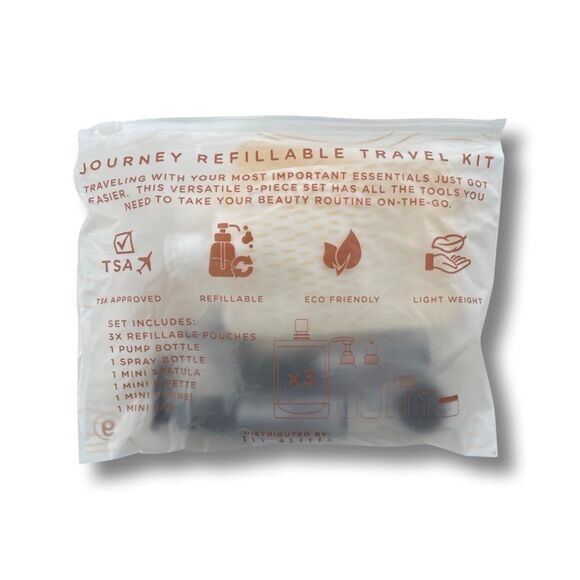 JOURNEY REFILLABLE TRAVEL KIT
TRAVELING WITH YOUR MOST IMPORTANT ESSENTIALS JUST GOT
EASIER. THIS VERSATILE 9-PIECE SET HAS ALL THE TOOLS YOU
NEED TO TAKE YOUR BEAUTY ROUTINE ON-THE-GO.
TSA
TSA APPROVED
REFILLABLE
ECO FRIENDLY
LIGHT WEIGHT
SET INCLUDES:
3X REFILLABLE POUCHES
1 PUMP BOTTLE
1 SPRAY BOTTLE
1 MINI SPATULA
1 MINI PIPETTE
1 MINI FUNNEL
1 MINI JAR
x3
DISTRIBUTED BY: